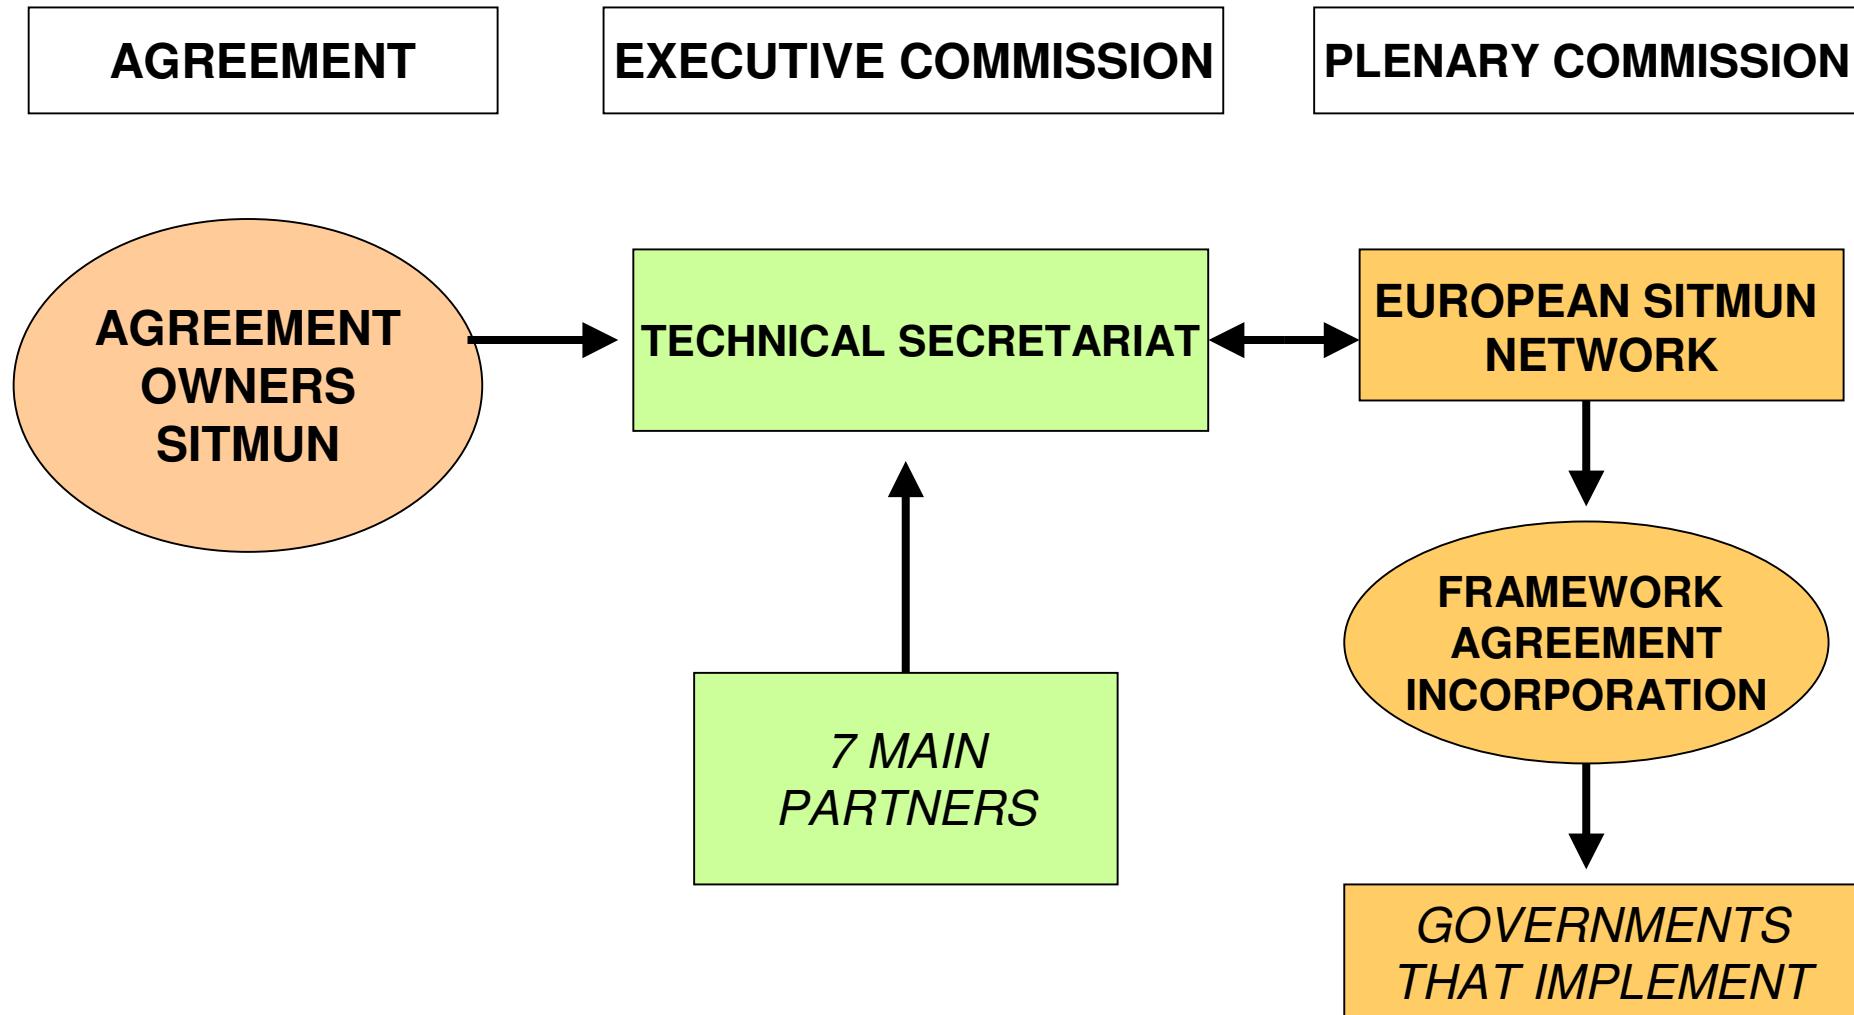 AGREEMENT
EXECUTIVE COMMISSION
PLENARY COMMISSION
AGREEMENT
OWNERS
SITMUN
TECHNICAL SECRETARIAT
EUROPEAN SITMUN
NETWORK
FRAMEWORK
AGREEMENT
INCORPORATION
7 MAIN
PARTNERS
GOVERNMENTS
THAT IMPLEMENT